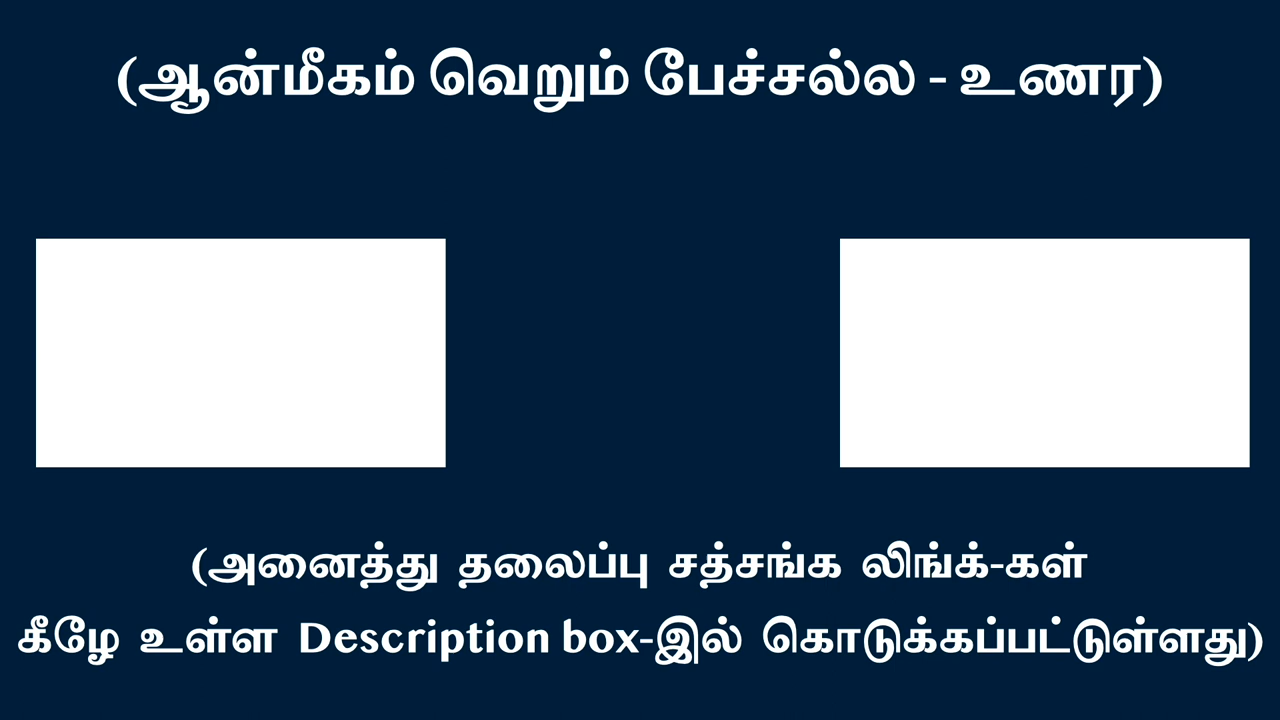 (ஆன்மீகம் வெறும் பேச்சல்ல - உணர)
(அனைத்து தலைப்பு சத்சங்க லிங்க்-கள்
கீழே உள்ள Description box-இல் கொடுக்கப்பட்டுள்ளது)